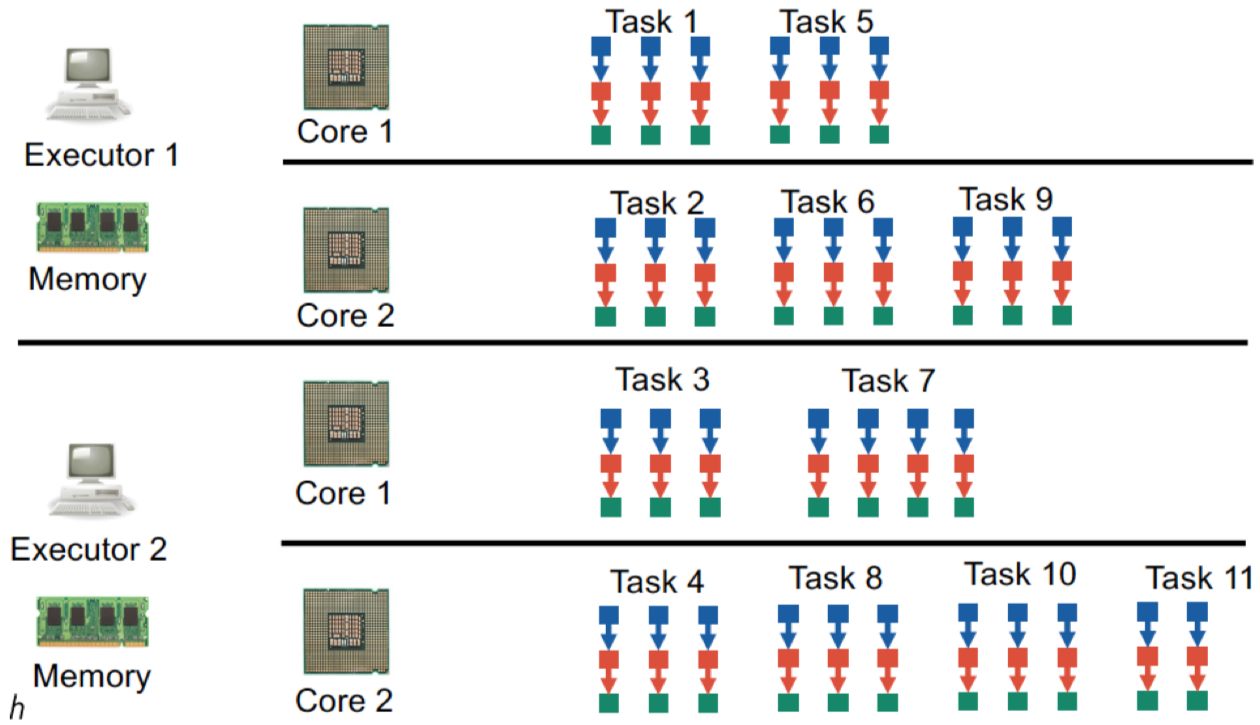 Task 1
Task 5
Core 1
Executor 1
Task 2
Task 6
Task 9
Memory
Core 2
Task 3
Task 7
Core 1
Executor 2
Task 4
Task 8
Task 10
Task 11
Memory
Core 2
h